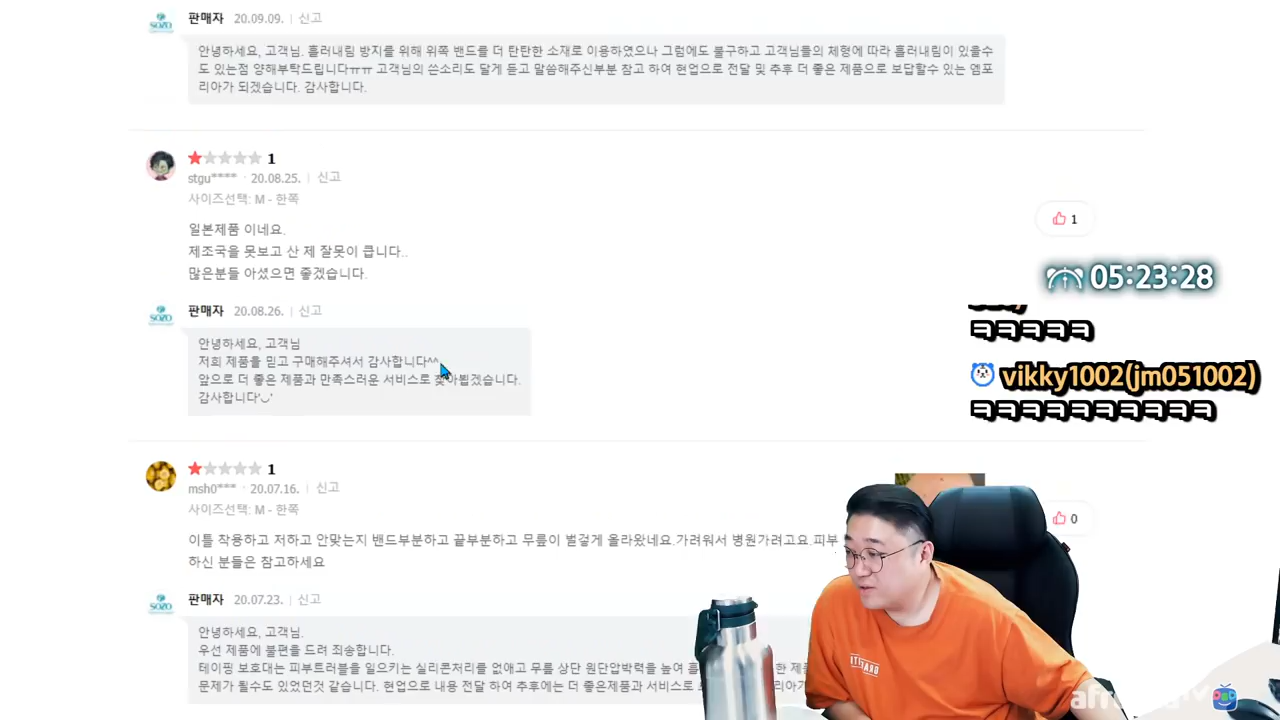 SOZO
판매자 20.09.09. | 신고
안녕하세요, 고객님. 흘러내림 방지를 위해 위쪽 밴드를 더 탄탄한 소재로 이용하였으나 그럼에도 불구하고 고객님들의 체형에 따라 흘러내림이 있을수
도 있는점 양해부탁드립니다ㅠㅠ 고객님의 쓴소리도 달게 듣고 말씀해주신부분 참고 하여 현업으로 전달 및 추후 더 좋은 제품으로 보답할수 있는 엠포
리아가 되겠습니다. 감사합니다.
1
stgu**** · 20.08.25. | 신고
사이즈선택: M - 한쪽
일본제품 이네요.
제조국을 못보고 산 제 잘못이 큽니다..
많은분들 아셨으면 좋겠습니다.
1
05:23:28
ㅋㅋㅋㅋㅋ
vikky1002(jm051002)
ㅋㅋㅋㅋㅋㅋㅋㅋㅋㅋ
SOZO
판매자 20.08.26. | 신고
안녕하세요, 고객님
저희 제품을 믿고 구매해주셔서 감사합니다^^
앞으로 더 좋은 제품과 만족스러운 서비스로 찾아뵙겠습니다.
감사합니다'◡'
1
msh0*** · 20.07.16. | 신고
사이즈선택: M - 한쪽
0
이틀 착용하고 저하고 안맞는지 밴드부분하고 끝부분하고 무릎이 벌겋게 올라왔네요.가려워서 병원가려고요.피부
하신 분들은 참고하세요
SOZO
판매자 20.07.23. | 신고
안녕하세요, 고객님.
우선 제품에 불편을 드려 죄송합니다.
테이핑 보호대는 피부트러블을 일으키는 실리콘처리를 없애고 무릎 상단 원단압박력을 높여 흘 한 제품
문제가 될수도 있었던것 같습니다. 현업으로 내용 전달 하여 추후에는 더 좋은제품과 서비스로 리아가